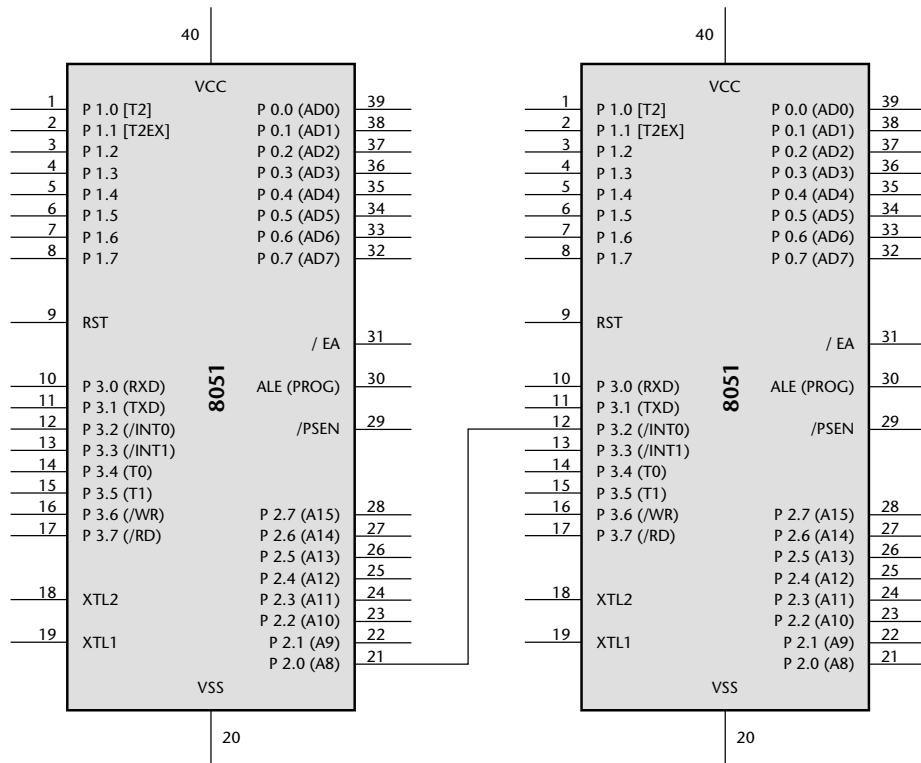 40 40
VCC VCC
1 P 1.0 [T2] P 0.0 (AD0) 39 1 P 1.0 [T2] P 0.0 (AD0) 39
2 P 1.1 [T2EX] P 0.1 (AD1) 38 2 P 1.1 [T2EX] P 0.1 (AD1) 38
3 P 1.2 P 0.2 (AD2) 37 3 P 1.2 P 0.2 (AD2) 37
4 P 1.3 P 0.3 (AD3) 36 4 P 1.3 P 0.3 (AD3) 36
5 P 1.4 P 0.4 (AD4) 35 5 P 1.4 P 0.4 (AD4) 35
6 P 1.5 P 0.5 (AD5) 34 6 P 1.5 P 0.5 (AD5) 34
7 P 1.6 P 0.6 (AD6) 33 7 P 1.6 P 0.6 (AD6) 33
8 P 1.7 P 0.7 (AD7) 32 8 P 1.7 P 0.7 (AD7) 32
9 RST 9 RST
/ EA 31 / EA 31
8051 8051
10 P 3.0 (RXD) ALE (PROG) 30 10 P 3.0 (RXD) ALE (PROG) 30
11 P 3.1 (TXD) 11 P 3.1 (TXD)
12 P 3.2 (/INT0) /PSEN 29 12 P 3.2 (/INT0) /PSEN 29
13 P 3.3 (/INT1) 13 P 3.3 (/INT1)
14 P 3.4 (T0) 14 P 3.4 (T0)
15 P 3.5 (T1) 15 P 3.5 (T1)
16 P 3.6 (/WR) P 2.7 (A15) 28 16 P 3.6 (/WR) P 2.7 (A15) 28
17 P 3.7 (/RD) P 2.6 (A14) 27 17 P 3.7 (/RD) P 2.6 (A14) 27
P 2.5 (A13) 26 P 2.5 (A13) 26
P 2.4 (A12) 25 P 2.4 (A12) 25
18 XTL2 P 2.3 (A11) 24 18 XTL2 P 2.3 (A11) 24
P 2.2 (A10) 23 P 2.2 (A10) 23
19 XTL1 P 2.1 (A9) 22 19 XTL1 P 2.1 (A9) 22
P 2.0 (A8) 21 P 2.0 (A8) 21
VSS VSS
20 20